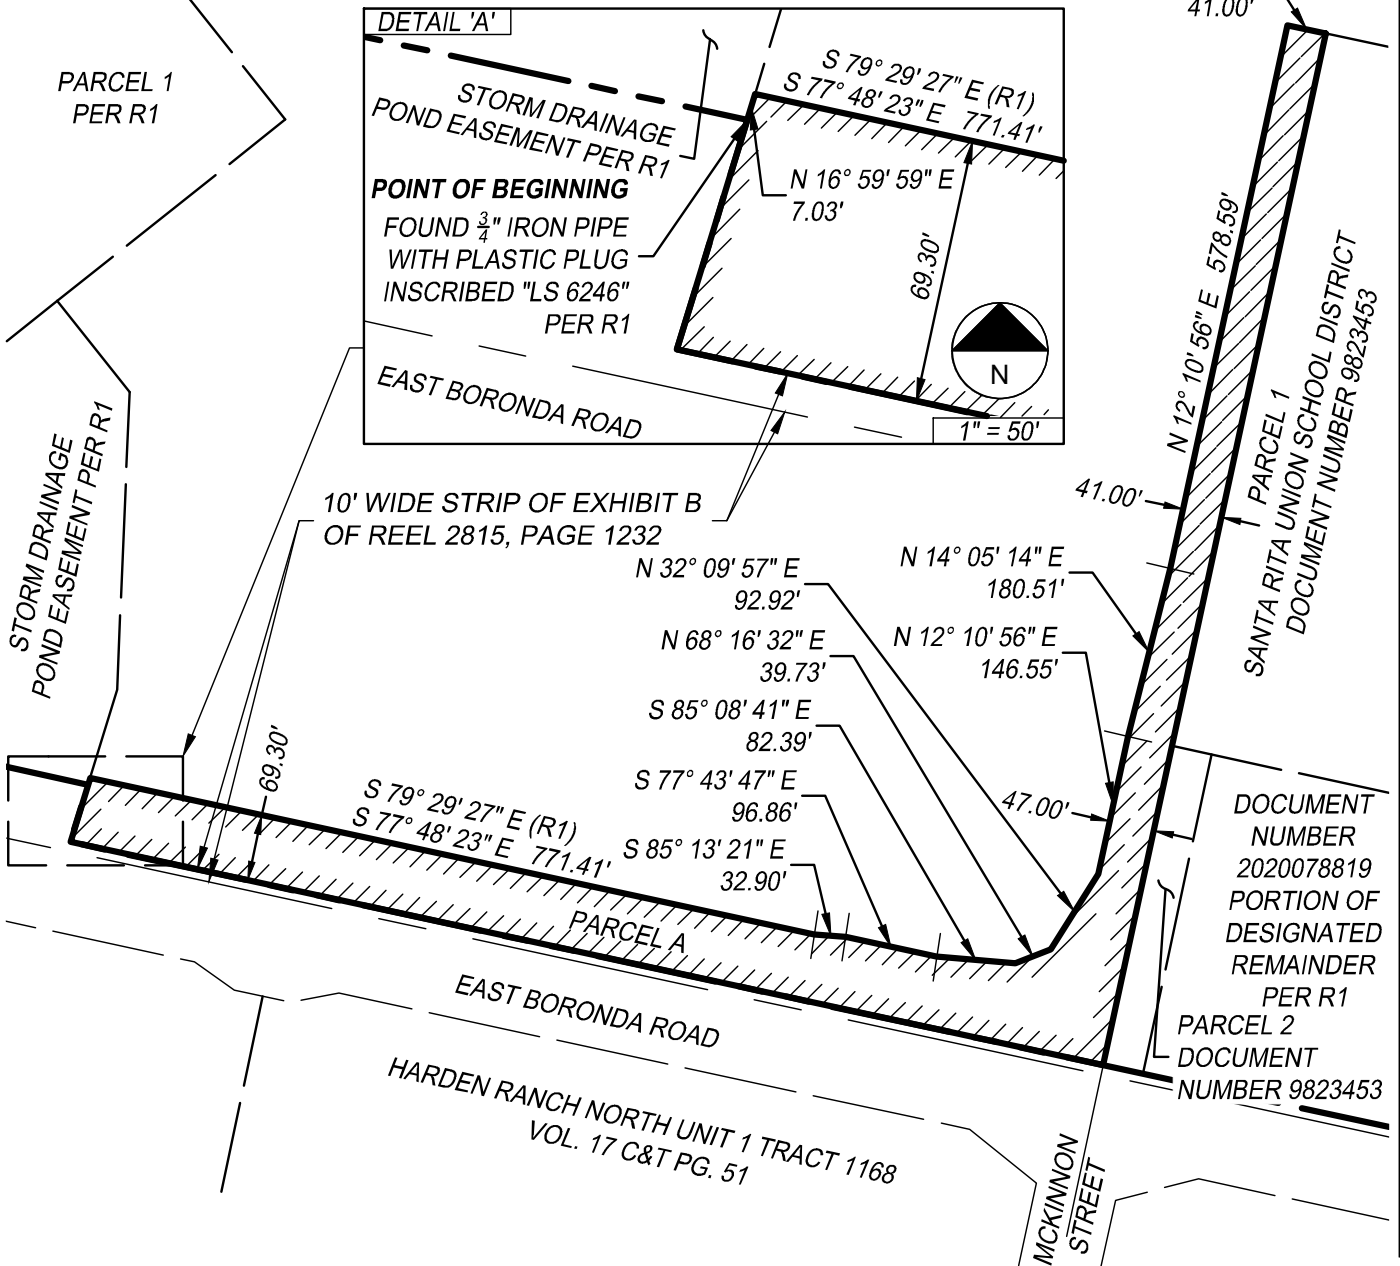 41.00'
DETAIL 'A'
PARCEL 1
PER R1
S 79° 29' 27" E (R1)
S 77° 48' 23" E 771.41'
STORM DRAINAGE
POND EASEMENT PER R1
POINT OF BEGINNING
FOUND 3/4" IRON PIPE
WITH PLASTIC PLUG
INSCRIBED "LS 6246"
PER R1
N 16° 59' 59" E
7.03'
69.30'
N
EAST BORONDA ROAD
1" = 50'
N 12° 10' 56" E 578.59'
PARCEL 1
SANTA RITA UNION SCHOOL DISTRICT
DOCUMENT NUMBER 9823453
STORM DRAINAGE
POND EASEMENT PER R1
10' WIDE STRIP OF EXHIBIT B
OF REEL 2815, PAGE 1232
41.00'
N 32° 09' 57" E
92.92'
N 14° 05' 14" E
180.51'
N 68° 16' 32" E
39.73'
N 12° 10' 56" E
146.55'
S 85° 08' 41" E
82.39'
S 77° 43' 47" E
96.86'
S 85° 13' 21" E
32.90'
47.00'
69.30'
S 79° 29' 27" E (R1)
S 77° 48' 23" E 771.41'
PARCEL A
DOCUMENT
NUMBER
2020078819
PORTION OF
DESIGNATED
REMAINDER
PER R1
PARCEL 2
DOCUMENT
NUMBER 9823453
EAST BORONDA ROAD
HARDEN RANCH NORTH UNIT 1 TRACT 1168
VOL. 17 C&T PG. 51
MCKINNON
STREET